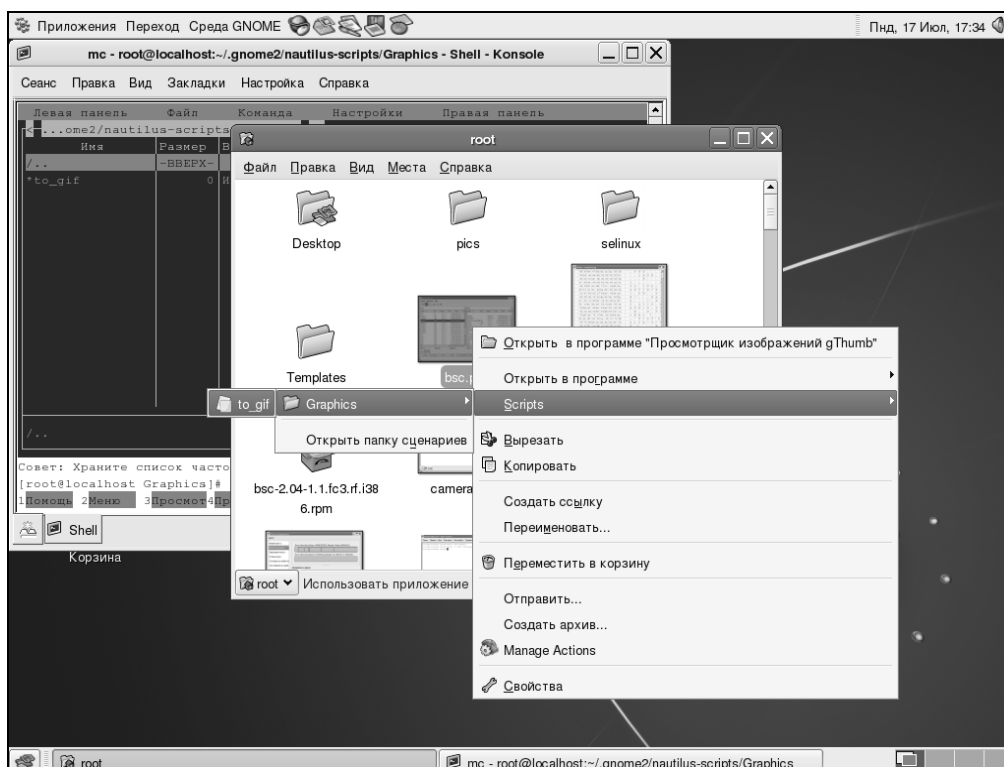 Приложения Переход Среда GNOME
Пнд, 17 Июл, 17:34
mc - root@localhost:~/.gnome2/nautilus-scripts/Graphics - Shell - Konsole
Сеанс Правка Вид Закладки Настройка Справка
Левая панель Файл Команда Настройки Правая панель
<-...ome2/nautilus-scripts
Имя Размер В
/.. -ВВЕРХ-
*to_gif 0 И
/..
Совет: Храните список часто
[root@localhost Graphics]#
1Помощь 2Меню 3Просмот 4Пр
Shell
Корзина
root
Файл Правка Вид Места Справка
Desktop pics selinux
Templates bsc.p
bsc-2.04-1.1.fc3.rf.i386.rpm camera
root Использовать приложение
Открыть в программе "Просмотрщик изображений gThumb"
Открыть в программе
Scripts
Вырезать
Копировать
Создать ссылку
Переименовать...
Переместить в корзину
Отправить...
Создать архив...
Manage Actions
Свойства
Graphics
Открыть папку сценариев
to_gif
root
mc - root@localhost:~/.gnome2/nautilus-scripts/Graphics